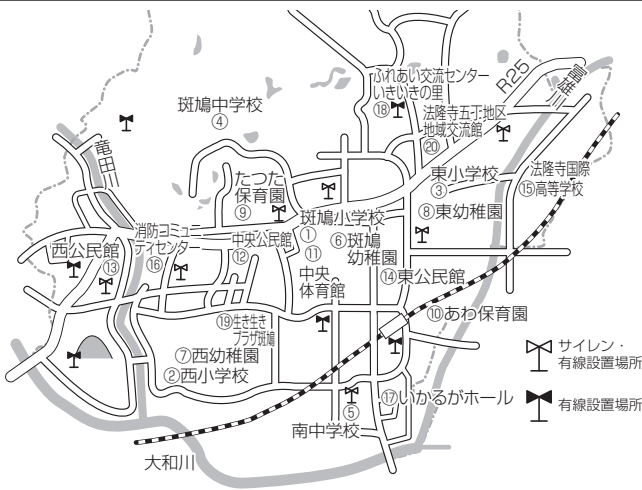 ふれあい交流センター
いきいきの里
⑱
R25
富雄川
斑鳩中学校
④
法隆寺五丁地区
地域交流館
⑳
竜田川
東小学校
③
法隆寺国際
⑮高等学校
たつた
保育園
⑨
斑鳩小学校
①
⑪
⑧東幼稚園
消防コミュニ
ティセンター
⑯
西公民館
⑬
中央公民館
⑫
⑥斑鳩
幼稚園
中央
体育館
⑭東公民館
⑩あわ保育園
⑲生き生き
プラザ斑鳩
⑦西幼稚園
②西小学校
サイレン・
有線設置場所
有線設置場所
⑰いかるがホール
⑤
南中学校
大和川